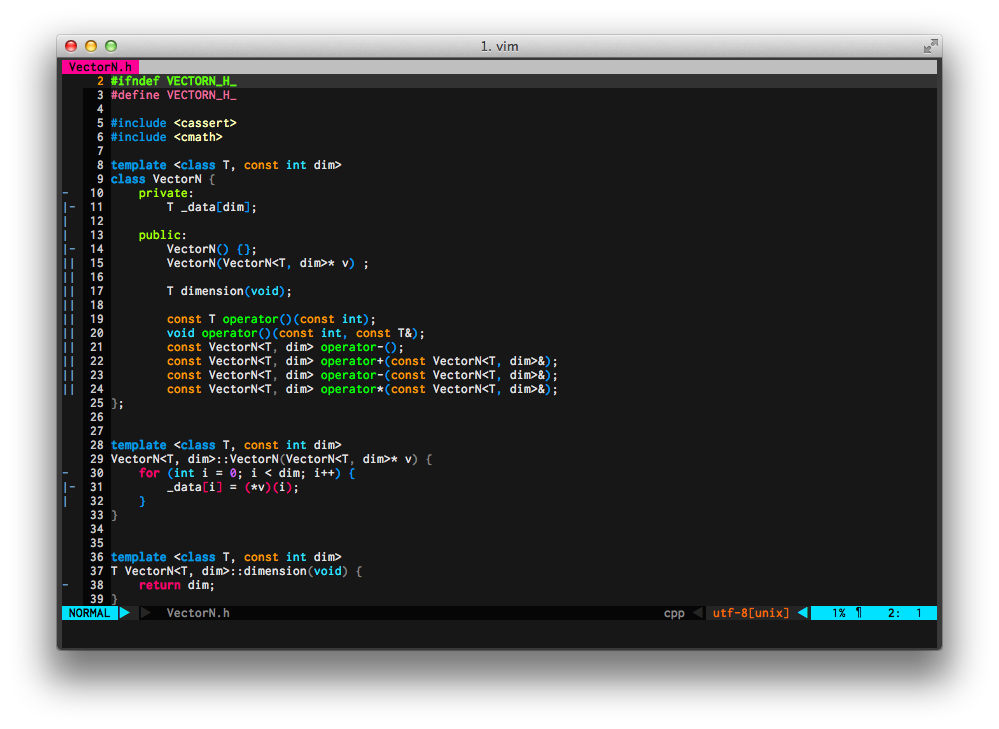 1. vim
VectorN.h
2 #ifndef VECTORN_H_
3 #define VECTORN_H_
4
5 #include <cassert>
6 #include <cmath>
7
8 template <class T, const int dim>
9 class VectorN {
- 10     private:
|- 11         T _data[dim];
| 12
| 13     public:
|- 14         VectorN() {};
|| 15         VectorN(VectorN<T, dim>* v) ;
|| 16
|| 17         T dimension(void);
|| 18
|| 19         const T operator()(const int);
|| 20         void operator()(const int, const T&);
|| 21         const VectorN<T, dim> operator-();
|| 22         const VectorN<T, dim> operator+(const VectorN<T, dim>&);
|| 23         const VectorN<T, dim> operator-(const VectorN<T, dim>&);
|| 24         const VectorN<T, dim> operator*(const VectorN<T, dim>&);
25 };
26
27
28 template <class T, const int dim>
29 VectorN<T, dim>::VectorN(VectorN<T, dim>* v) {
- 30     for (int i = 0; i < dim; i++) {
|- 31         _data[i] = (*v)(i);
| 32     }
33 }
34
35
36 template <class T, const int dim>
37 T VectorN<T, dim>::dimension(void) {
- 38     return dim;
39 }
NORMAL VectorN.h cpp utf-8[unix] 1% ¶ 2: 1